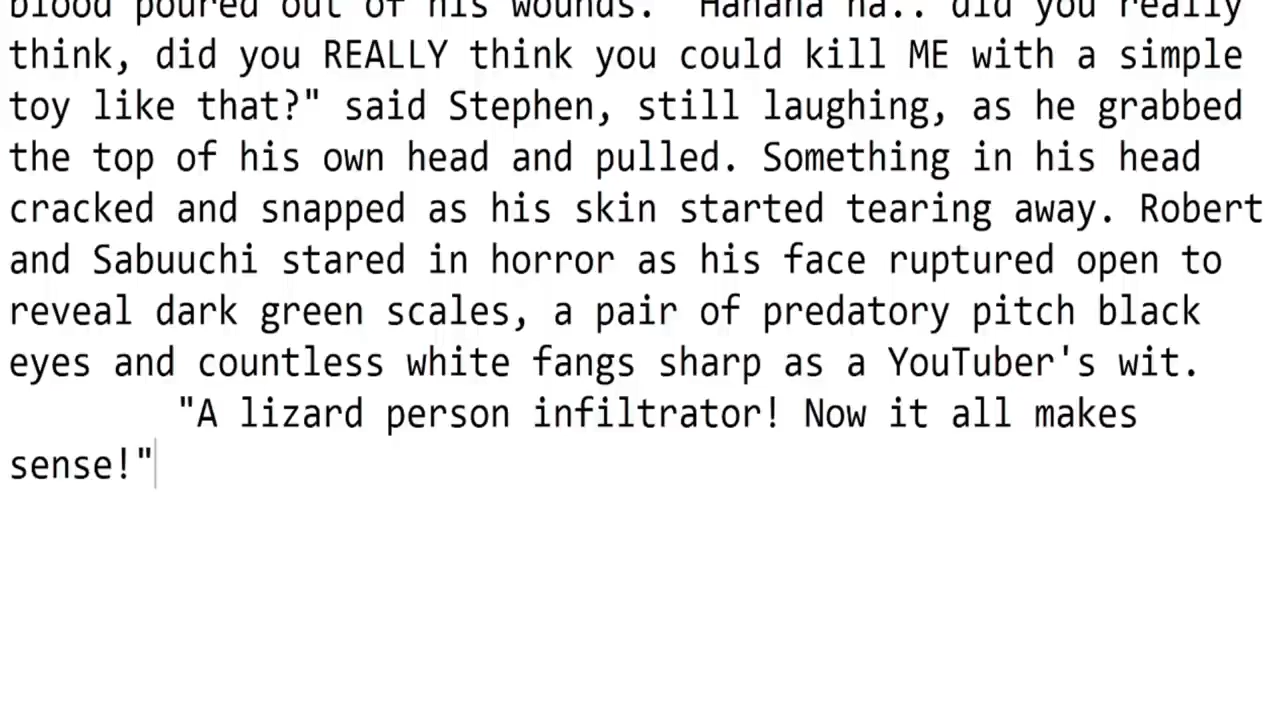 blood poured out of his wounds. "Hahaha ha.. did you really
think, did you REALLY think you could kill ME with a simple
toy like that?" said Stephen, still laughing, as he grabbed
the top of his own head and pulled. Something in his head
cracked and snapped as his skin started tearing away. Robert
and Sabuuchi stared in horror as his face ruptured open to
reveal dark green scales, a pair of predatory pitch black
eyes and countless white fangs sharp as a YouTuber's wit.
"A lizard person infiltrator! Now it all makes
sense!"